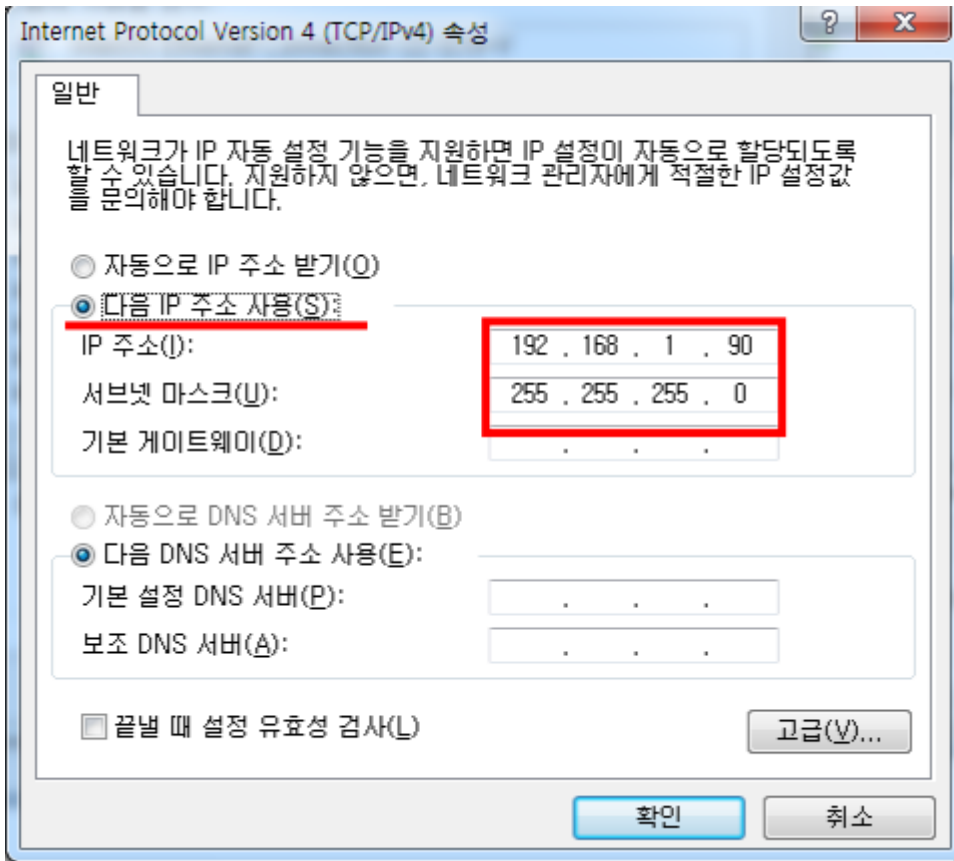 Internet Protocol Version 4 (TCP/IPv4) 속성
일반
네트워크가 IP 자동 설정 기능을 지원하면 IP 설정이 자동으로 할당되도록
할 수 있습니다. 지원하지 않으면, 네트워크 관리자에게 적절한 IP 설정값
을 문의해야 합니다.
자동으로 IP 주소 받기(O)
다음 IP 주소 사용(S):
IP 주소(I): 192 . 168 . 1 . 90
서브넷 마스크(U): 255 . 255 . 255 . 0
기본 게이트웨이(D): . . .
자동으로 DNS 서버 주소 받기(B)
다음 DNS 서버 주소 사용(E):
기본 설정 DNS 서버(P): . . .
보조 DNS 서버(A): . . .
끝낼 때 설정 유효성 검사(L)
고급(V)...
확인 취소